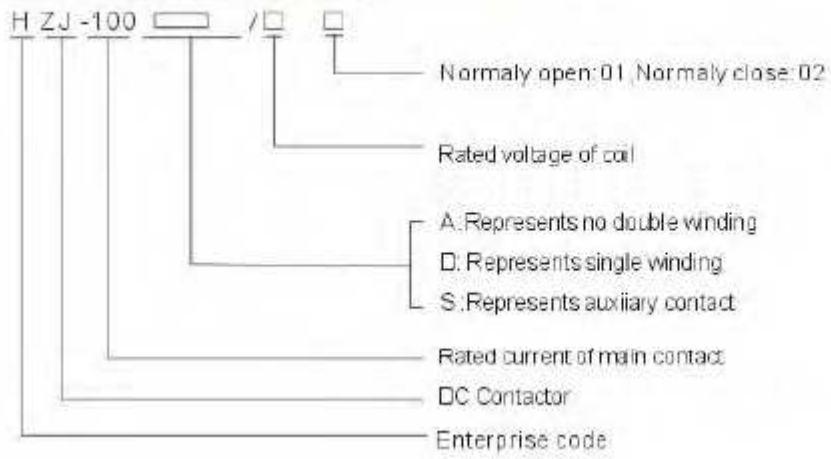 H ZJ -100 /
Normaly open:01,Normaly close:02
Rated voltage of coil
A:Represents no double winding
D:Represents single winding
S:Represents auxiiary contact
Rated current of main contact
DC Contactor
Enterprise code